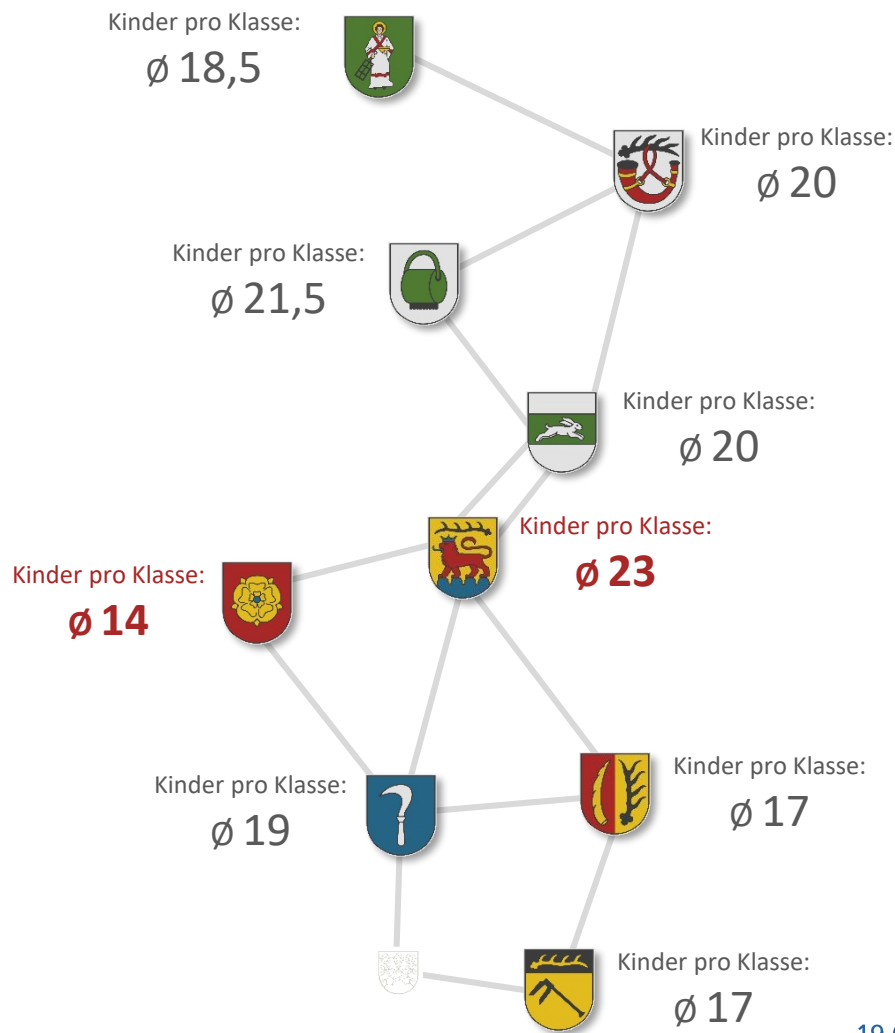 Kinder pro Klasse:
Ø 18,5
Kinder pro Klasse:
Ø 20
Kinder pro Klasse:
Ø 21,5
Kinder pro Klasse:
Ø 20
Kinder pro Klasse:
Ø 23
Kinder pro Klasse:
Ø 14
Kinder pro Klasse:
Ø 17
Kinder pro Klasse:
Ø 19
Kinder pro Klasse:
Ø 17